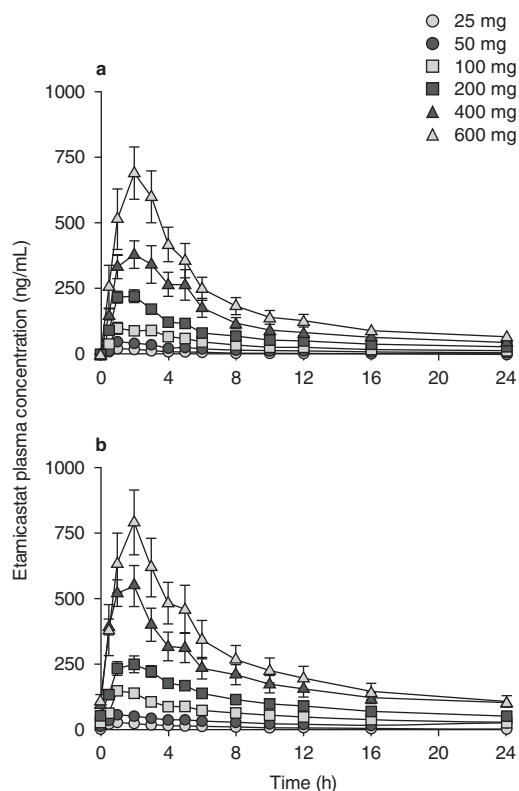 25 mg
50 mg
100 mg
200 mg
400 mg
600 mg
a
1000
750
500
250
0
0 4 8 12 16 20 24
b
1000
750
500
250
0
0 4 8 12 16 20 24
Time (h)
Etamicastat plasma concentration (ng/mL)